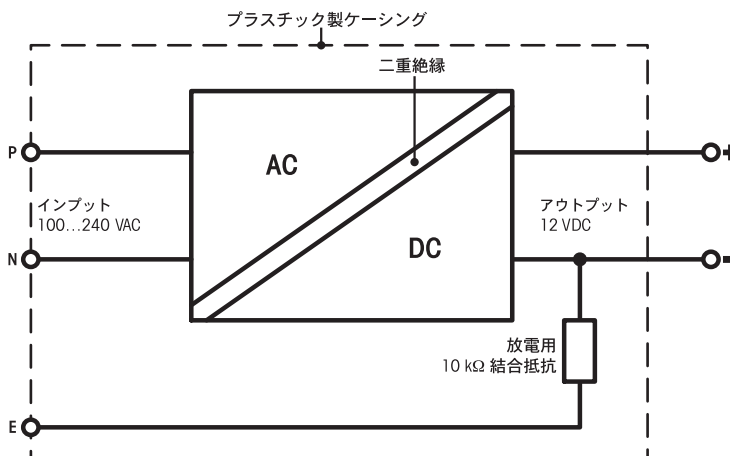 プラスチック製ケーシング
二重絶縁
P
AC
+
インプット
100...240 VAC
アウトプット
12 VDC
N
DC
-
放電用
10 kΩ 結合抵抗
E